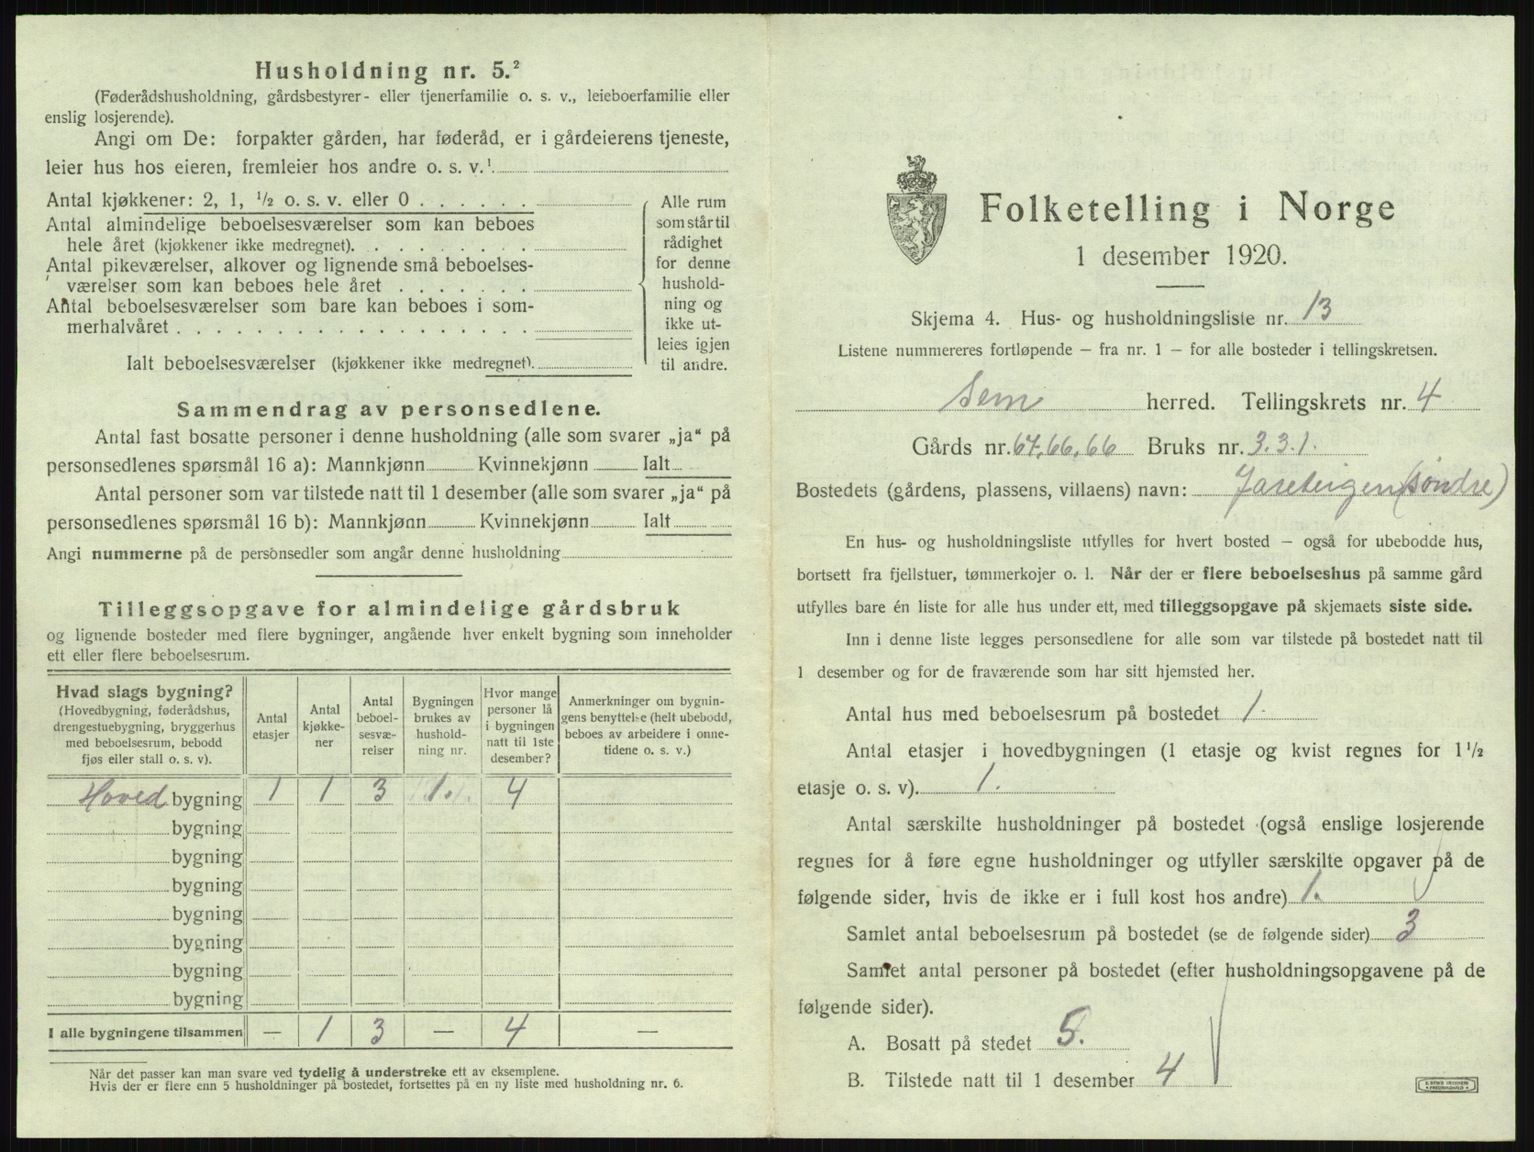 Husholdning nr. 5.²
(Føderådshusholdning, gårdsbestyrer- eller tjenerfamilie o. s. v., leieboerfamilie eller
enslig losjerende).
Angi om De: forpakter gården, har føderåd, er i gårdeierens tjeneste,
leier hus hos eieren, fremleier hos andre o. s. v.¹
Antal kjøkkener: 2, 1, ½ o. s. v. eller 0 . . . . . .
Antal almindelige beboelsesværelser som kan beboes
hele året (kjøkkener ikke medregnet). . . . . . . .
Antal pikeværelser, alkover og lignende små beboelses-
værelser som kan beboes hele året . . . . . . .
Antal beboelsesværelser som bare kan beboes i som-
merhalvåret . . . . . . . . . . . . . . . . . .
Ialt beboelsesværelser (kjøkkener ikke medregnet).
Alle rum
som står til
rådighet
for denne
hushold-
ning og
ikke ut-
leies igjen
til andre.
Sammendrag av personsedlene.
Antal fast bosatte personer i denne husholdning (alle som svarer „ja" på
personsedlenes spørsmål 16 a): Mannkjønn Kvinnekjønn Ialt
Antal personer som var tilstede natt til 1 desember (alle som svarer „ja" på
personsedlenes spørsmål 16 b): Mannkjønn Kvinnekjønn Ialt
Angi nummerne på de personsedler som angår denne husholdning
Tilleggsopgave for almindelige gårdsbruk
og lignende bosteder med flere bygninger, angående hver enkelt bygning som inneholder
ett eller flere beboelsesrum.
Hvad slags bygning?
(Hovedbygning, føderådshus,
drengestuebygning, bryggerhus
med beboelsesrum, bebodd
fjøs eller stall o. s. v).
Antal
etasjer
Antal
kjøkke-
ner
Antal
beboel-
sesvæ-
relser
Bygningen
brukes av
hushold-
ning nr.
Hvor mange
personer lå
i bygningen
natt til 1ste
desember?
Anmerkninger om bygnin-
gens benyttelse (helt ubebodd,
beboes av arbeidere i onne-
tidene o. s. v.)
Hoved bygning 1 1 3 1. 4
bygning
bygning
bygning
bygning
bygning
bygning
bygning
I alle bygningene tilsammen — 1 3 — 4 —
Når det passer kan man svare ved tydelig å understreke ett av eksemplene.
Hvis der er flere enn 5 husholdninger på bostedet, fortsettes på en ny liste med husholdning nr. 6.
Folketelling i Norge
1 desember 1920.
Skjema 4. Hus- og husholdningsliste nr. 13
Listene nummereres fortløpende — fra nr. 1 — for alle bosteder i tellingskretsen.
Sem herred. Tellingskrets nr. 4
Gårds nr. 67,66,66 Bruks nr. 3.3.1.
Bostedets (gårdens, plassens, villaens) navn: Jareteigen (søndre)
En hus- og husholdningsliste utfylles for hvert bosted — også for ubebodde hus,
bortsett fra fjellstuer, tømmerkojer o. l. Når der er flere beboelseshus på samme gård
utfylles bare én liste for alle hus under ett, med tilleggsopgave på skjemaets siste side.
Inn i denne liste legges personsedlene for alle som var tilstede på bostedet natt til
1 desember og for de fraværende som har sitt hjemsted her.
Antal hus med beboelsesrum på bostedet 1.
Antal etasjer i hovedbygningen (1 etasje og kvist regnes for 1½
etasje o. s. v). 1.
Antal særskilte husholdninger på bostedet (også enslige losjerende
regnes for å føre egne husholdninger og utfyller særskilte opgaver på de
følgende sider, hvis de ikke er i full kost hos andre) 1.
Samlet antal beboelsesrum på bostedet (se de følgende sider) 3
Samlet antal personer på bostedet (efter husholdningsopgavene på de
følgende sider).
A. Bosatt på stedet 5.
B. Tilstede natt til 1 desember 4